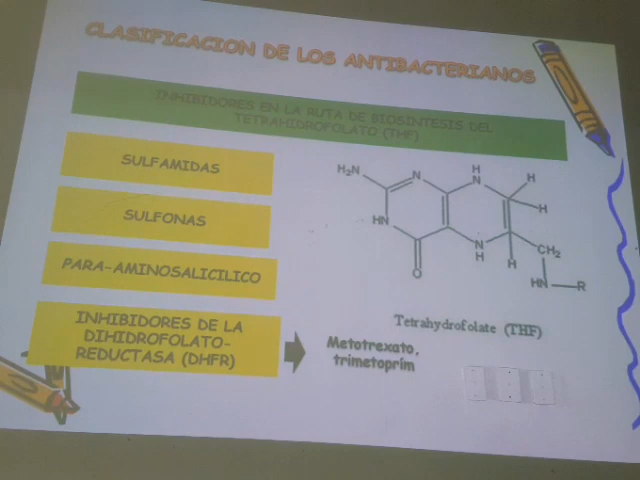 CLASIFICACION DE LOS ANTIBACTERIANOS
INHIBIDORES EN LA RUTA DE BIOSINTESIS DEL
TETRAHIDROFOLATO (THF)
SULFAMIDAS
SULFONAS
PARA-AMINOSALICILICO
INHIBIDORES DE LA
DIHIDROFOLATO-
REDUCTASA (DHFR)
Metotrexato,
trimetoprim
H₂N
N
H
N
H
H
HN
O
N
H
H
CH₂
HN
R
Tetrahydrofolate (THF)